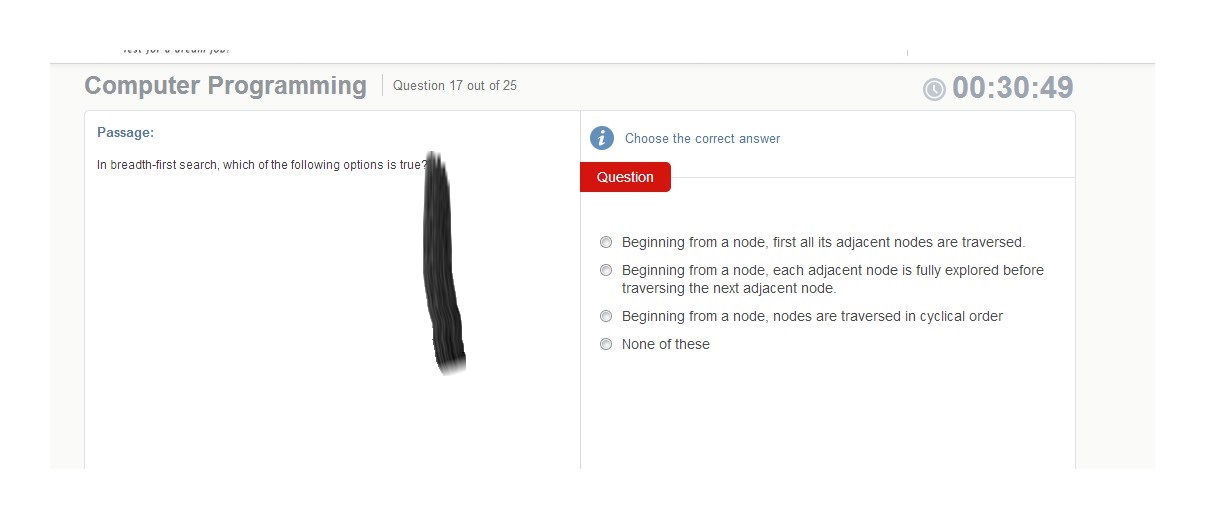 Computer Programming
Question 17 out of 25
00:30:49
Passage:
In breadth-first search, which of the following options is true?
Choose the correct answer
Question
Beginning from a node, first all its adjacent nodes are traversed.
Beginning from a node, each adjacent node is fully explored before
traversing the next adjacent node.
Beginning from a node, nodes are traversed in cyclical order
None of these